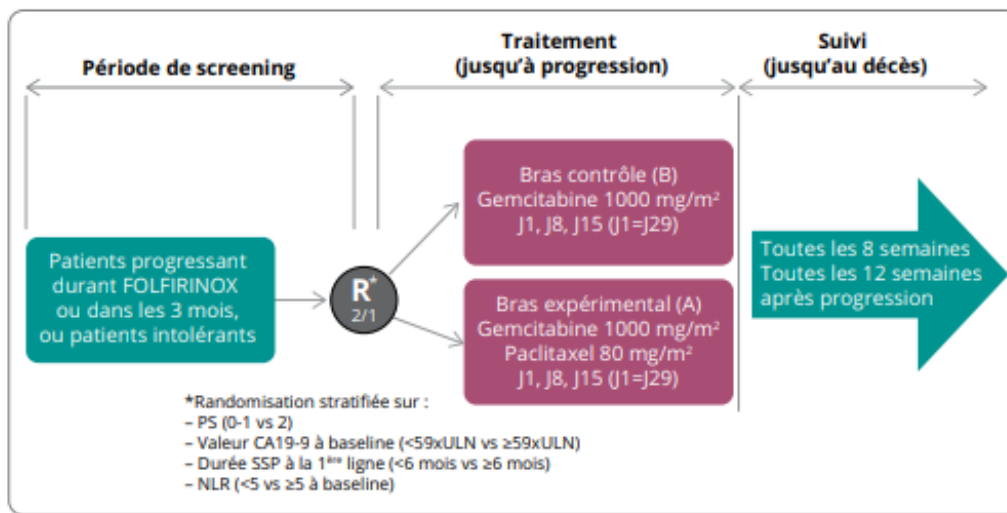 Période de screening
Traitement
(jusqu'à progression)
Suivi
(jusqu'au décès)
Patients progressant
durant FOLFIRINOX
ou dans les 3 mois,
ou patients intolérants
R*
2/1
Bras contrôle (B)
Gemcitabine 1000 mg/m²
J1, J8, J15 (J1=J29)
Bras expérimental (A)
Gemcitabine 1000 mg/m²
Paclitaxel 80 mg/m²
J1, J8, J15 (J1=J29)
Toutes les 8 semaines
Toutes les 12 semaines
après progression
*Randomisation stratifiée sur :
– PS (0-1 vs 2)
– Valeur CA19-9 à baseline (<59xULN vs ≥59xULN)
– Durée SSP à la 1ère ligne (<6 mois vs ≥6 mois)
– NLR (<5 vs ≥5 à baseline)